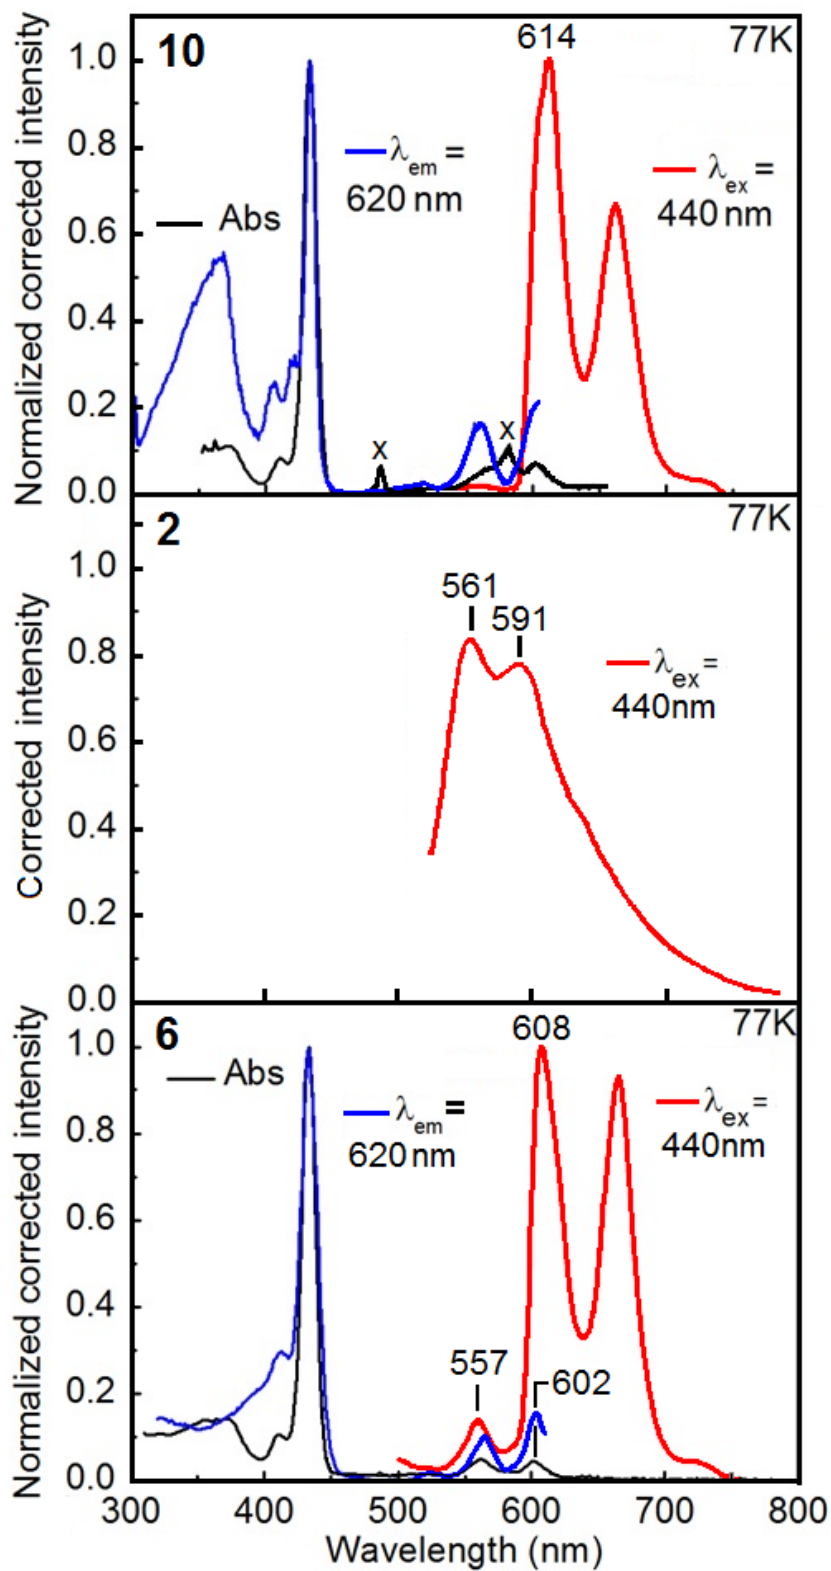 10
614
77K
Normalized corrected intensity
1.0
0.8
0.6
0.4
0.2
0.0
λem =
620 nm
λex =
440 nm
Abs
x
x
2
77K
Corrected intensity
1.0
0.8
0.6
0.4
0.2
0.0
561
591
λex =
440nm
6
608
77K
Normalized corrected intensity
1.0
0.8
0.6
0.4
0.2
0.0
Abs
λem =
620 nm
λex =
440nm
557
602
300 400 500 600 700 800
Wavelength (nm)